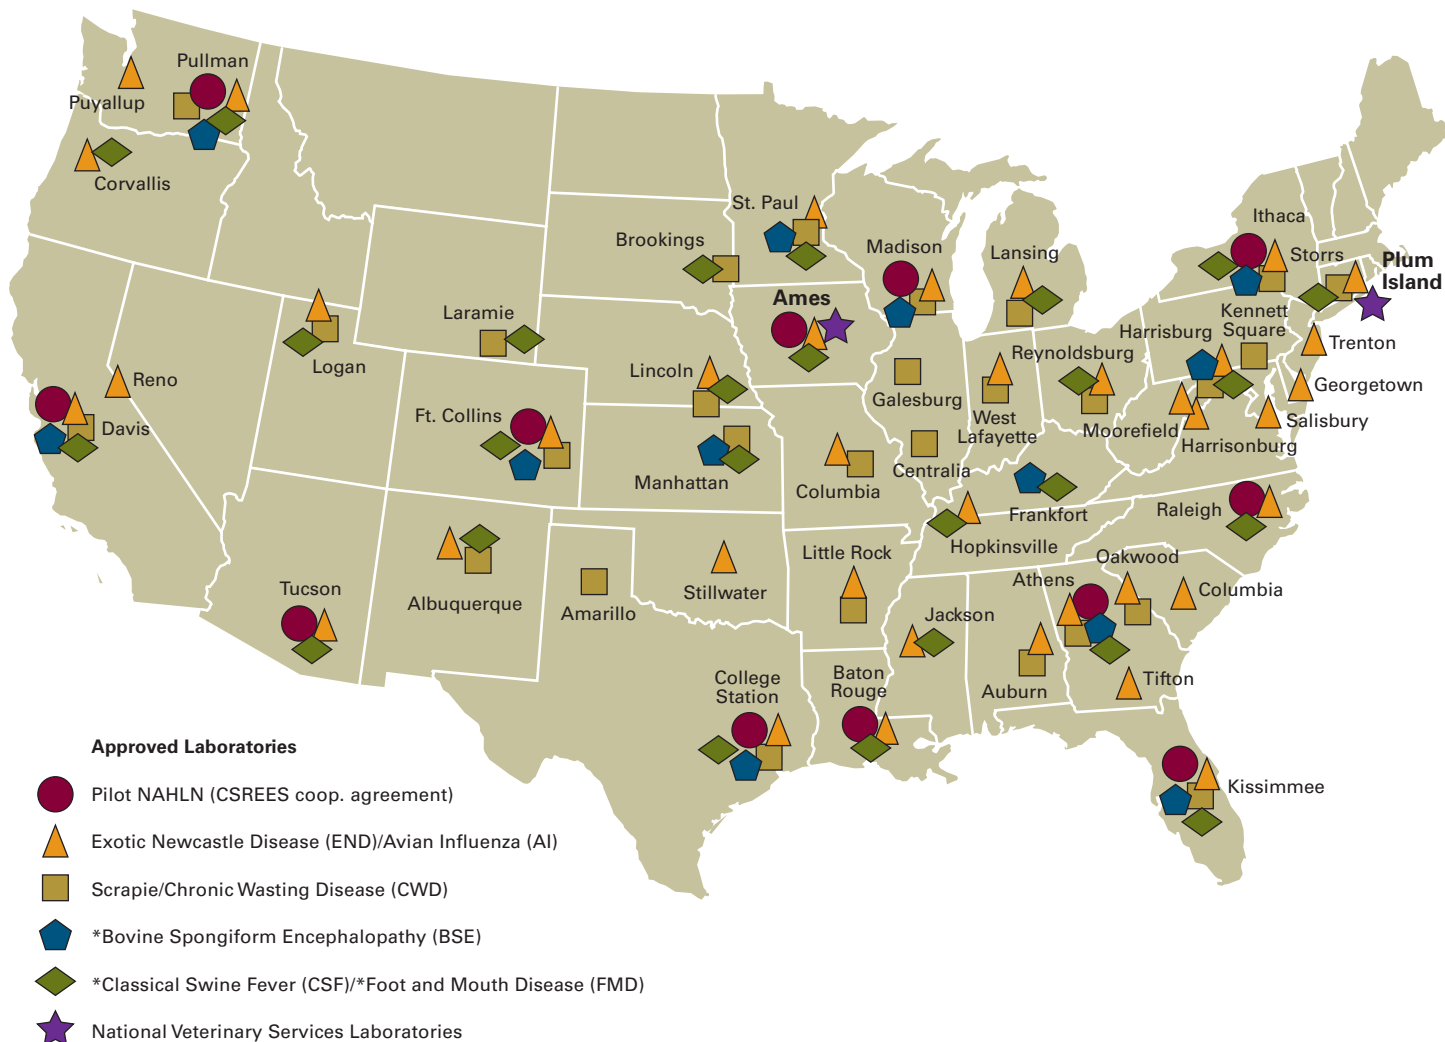 Pullman
Puyallup
Corvallis
Reno
Davis
Logan
Laramie
Ft. Collins
Tucson
Albuquerque
Amarillo
Brookings
St. Paul
Ames
Lincoln
Manhattan
Madison
Lansing
Galesburg
Centralia
Columbia
West
Lafayette
Reynoldsburg
Frankfort
Hopkinsville
Stillwater
Little Rock
Jackson
College
Station
Baton
Rouge
Auburn
Athens
Oakwood
Columbia
Tifton
Kissimmee
Raleigh
Moorefield
Harrisonburg
Harrisburg
Kennett
Square
Ithaca
Storrs
Plum
Island
Trenton
Georgetown
Salisbury
Approved Laboratories
Pilot NAHLN (CSREES coop. agreement)
Exotic Newcastle Disease (END)/Avian Influenza (AI)
Scrapie/Chronic Wasting Disease (CWD)
*Bovine Spongiform Encephalopathy (BSE)
*Classical Swine Fever (CSF)/*Foot and Mouth Disease (FMD)
National Veterinary Services Laboratories